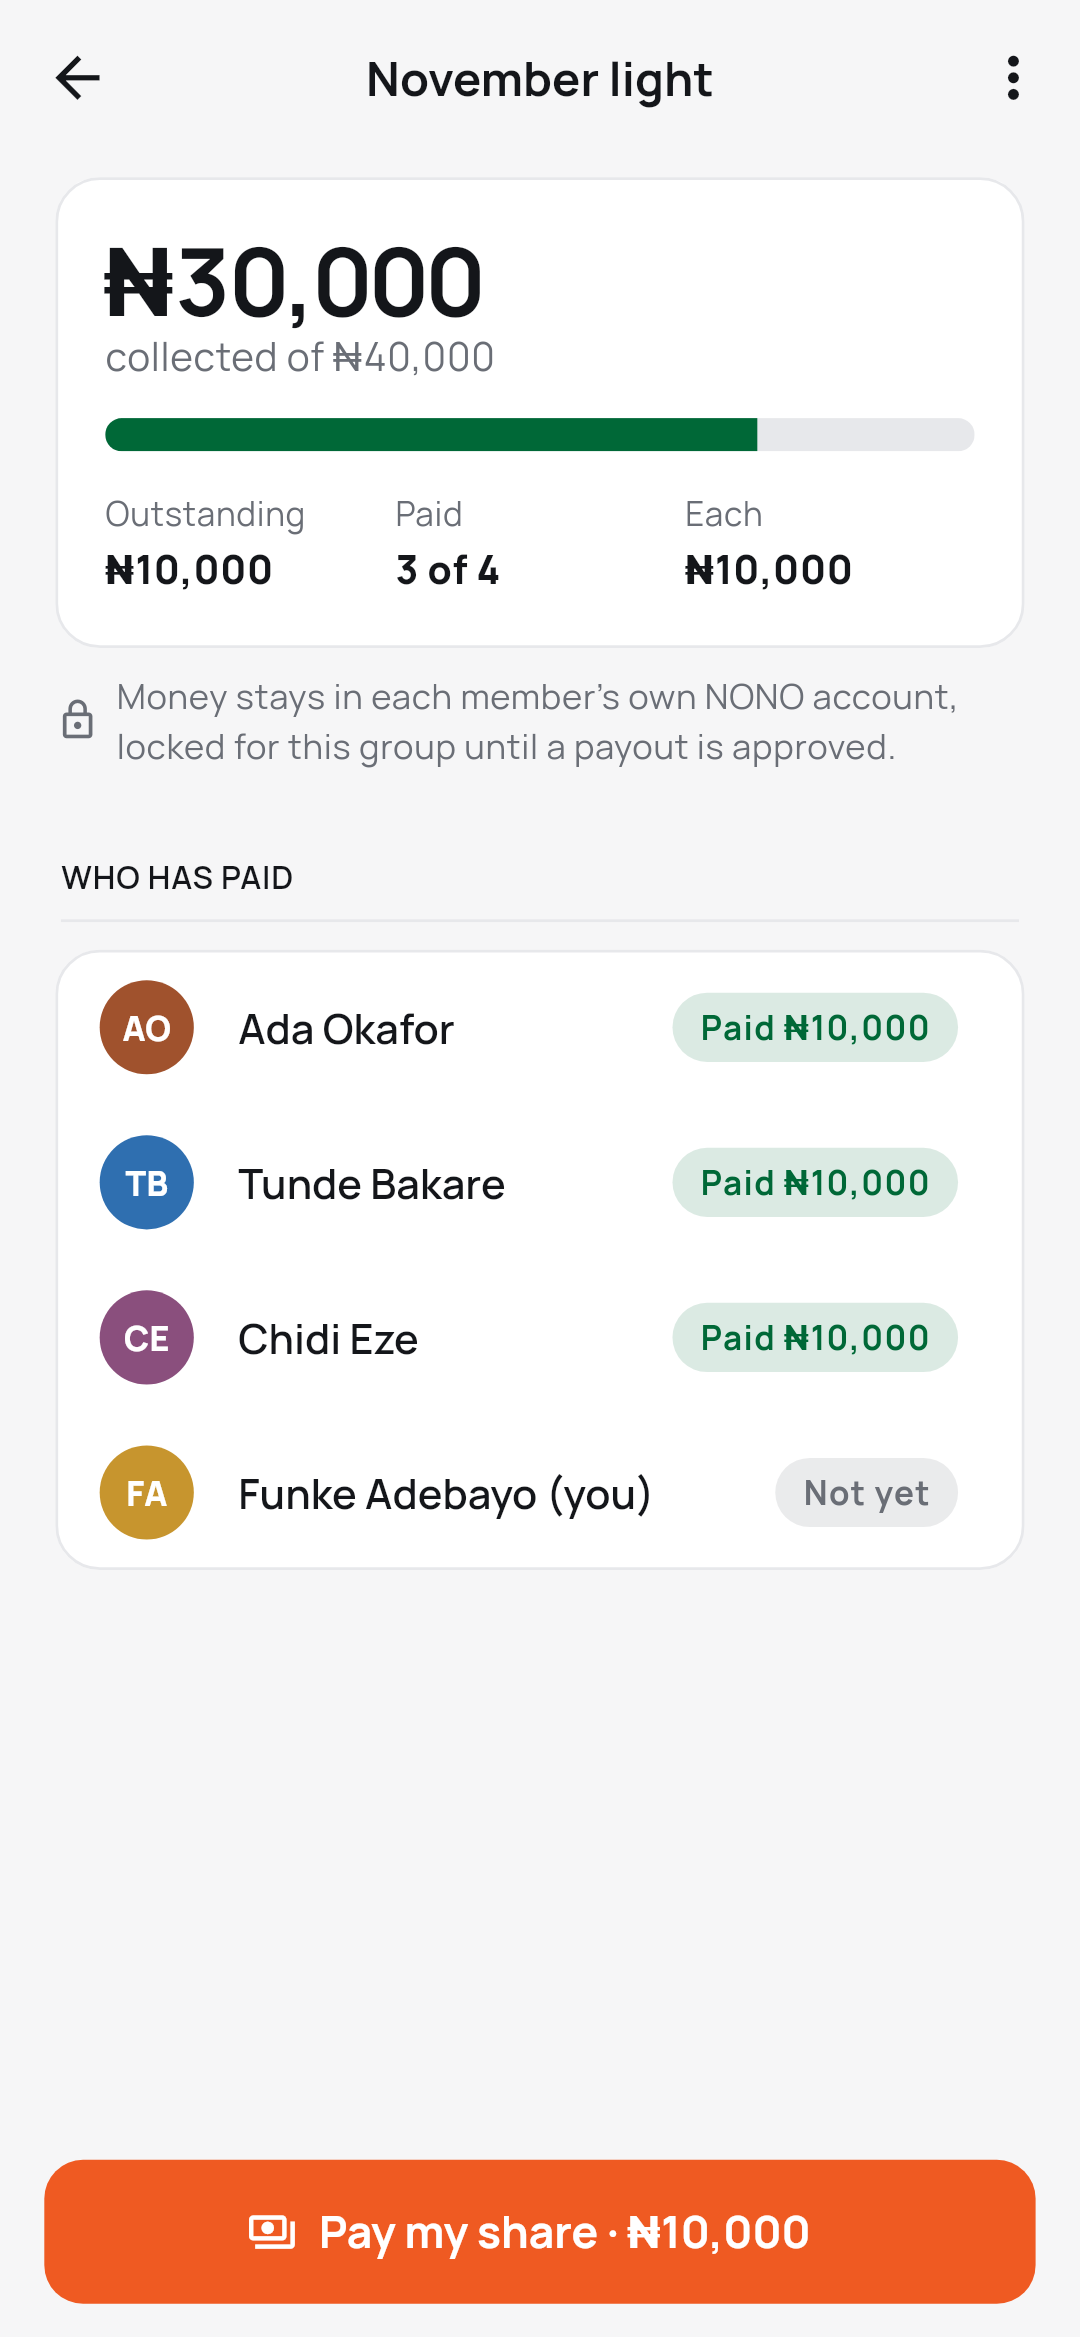 November light
₦30,000
collected of ₦40,000
Outstanding
₦10,000
Paid
3 of 4
Each
₦10,000
Money stays in each member’s own NONO account,
locked for this group until a payout is approved.
WHO HAS PAID
AO Ada Okafor Paid ₦10,000
TB Tunde Bakare Paid ₦10,000
CE Chidi Eze Paid ₦10,000
FA Funke Adebayo (you) Not yet
Pay my share · ₦10,000